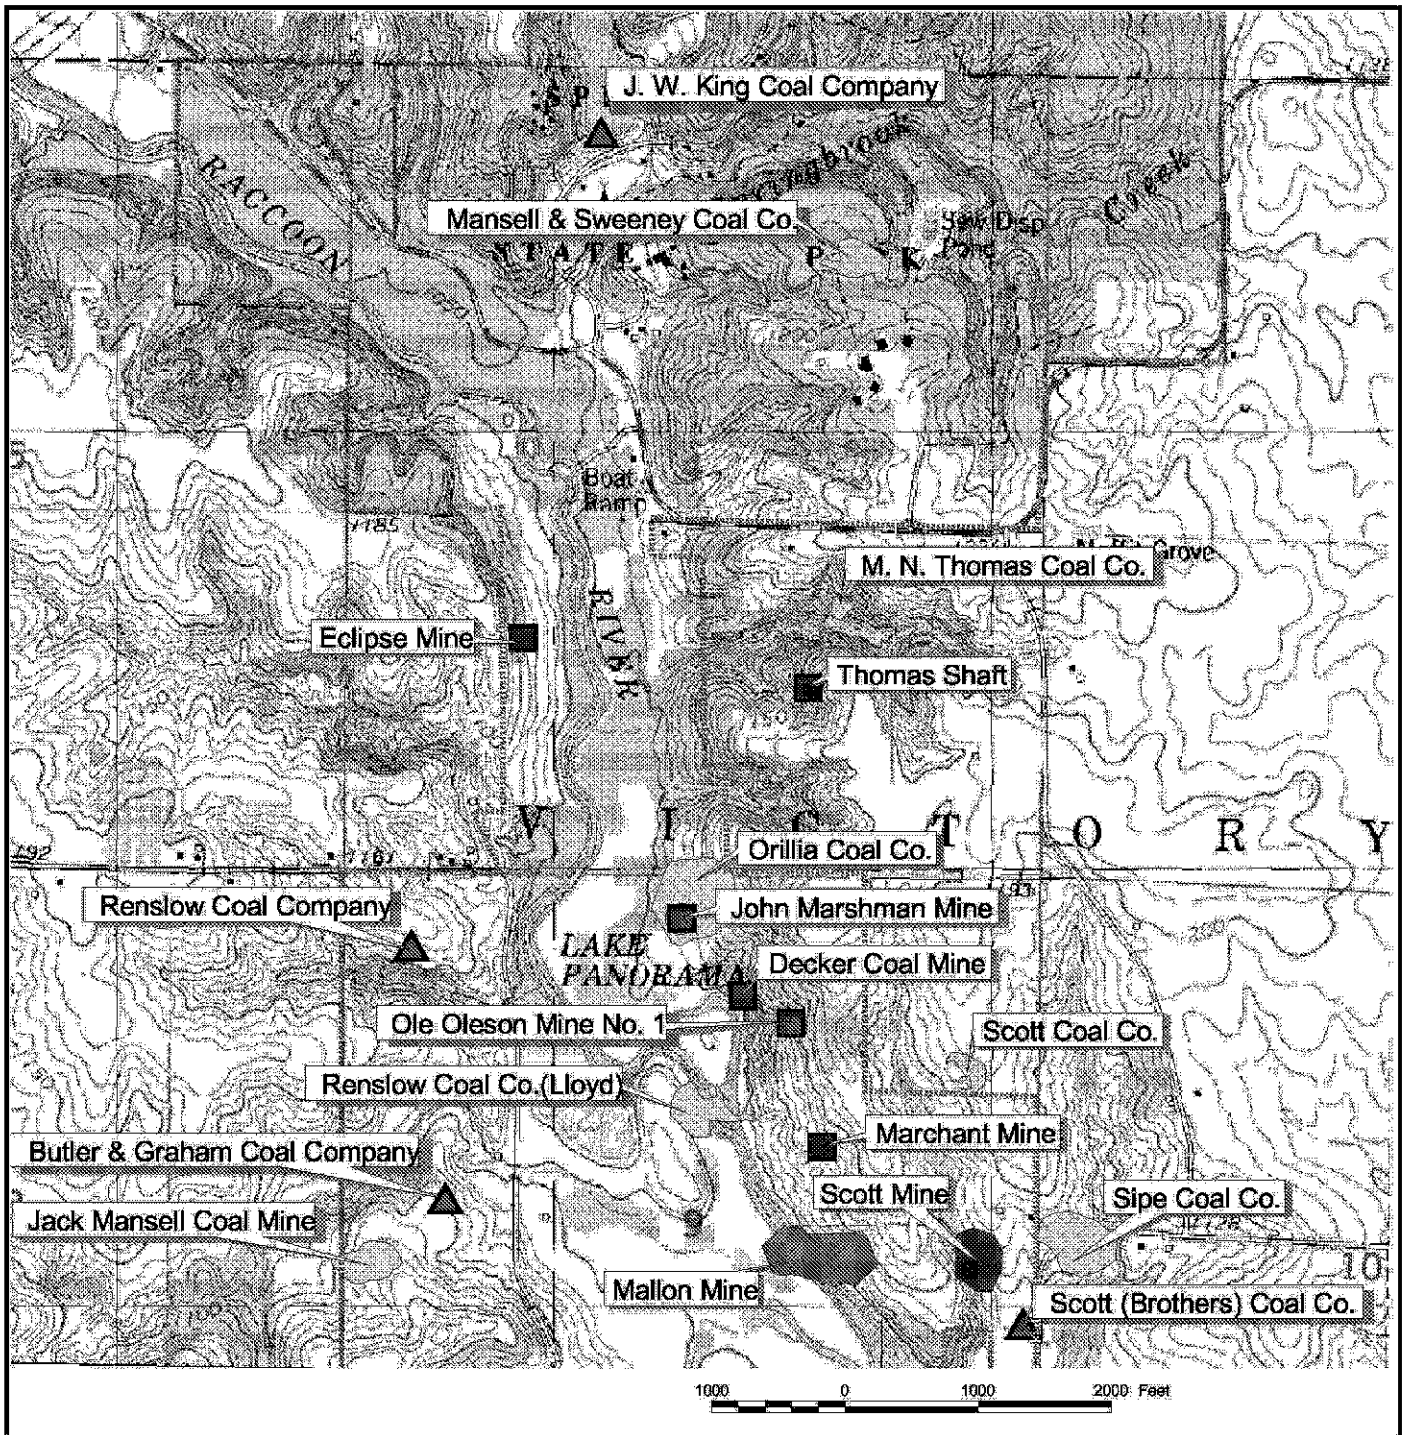 J. W. King Coal Company
RACCOON
Creek
Mansell & Sweeney Coal Co.
STATE
P K
Boat
Ramp
1185
Grove
M. N. Thomas Coal Co.
RIVER
Eclipse Mine
Thomas Shaft
V I C T O R Y
Orillia Coal Co.
Renslow Coal Company
John Marshman Mine
LAKE
PANORAMA
Decker Coal Mine
Ole Oleson Mine No. 1
Scott Coal Co.
Renslow Coal Co.(Lloyd)
Marchant Mine
Butler & Graham Coal Company
Scott Mine
Sipe Coal Co.
Jack Mansell Coal Mine
9
10
Mallon Mine
Scott (Brothers) Coal Co.
1000 0 1000 2000 Feet